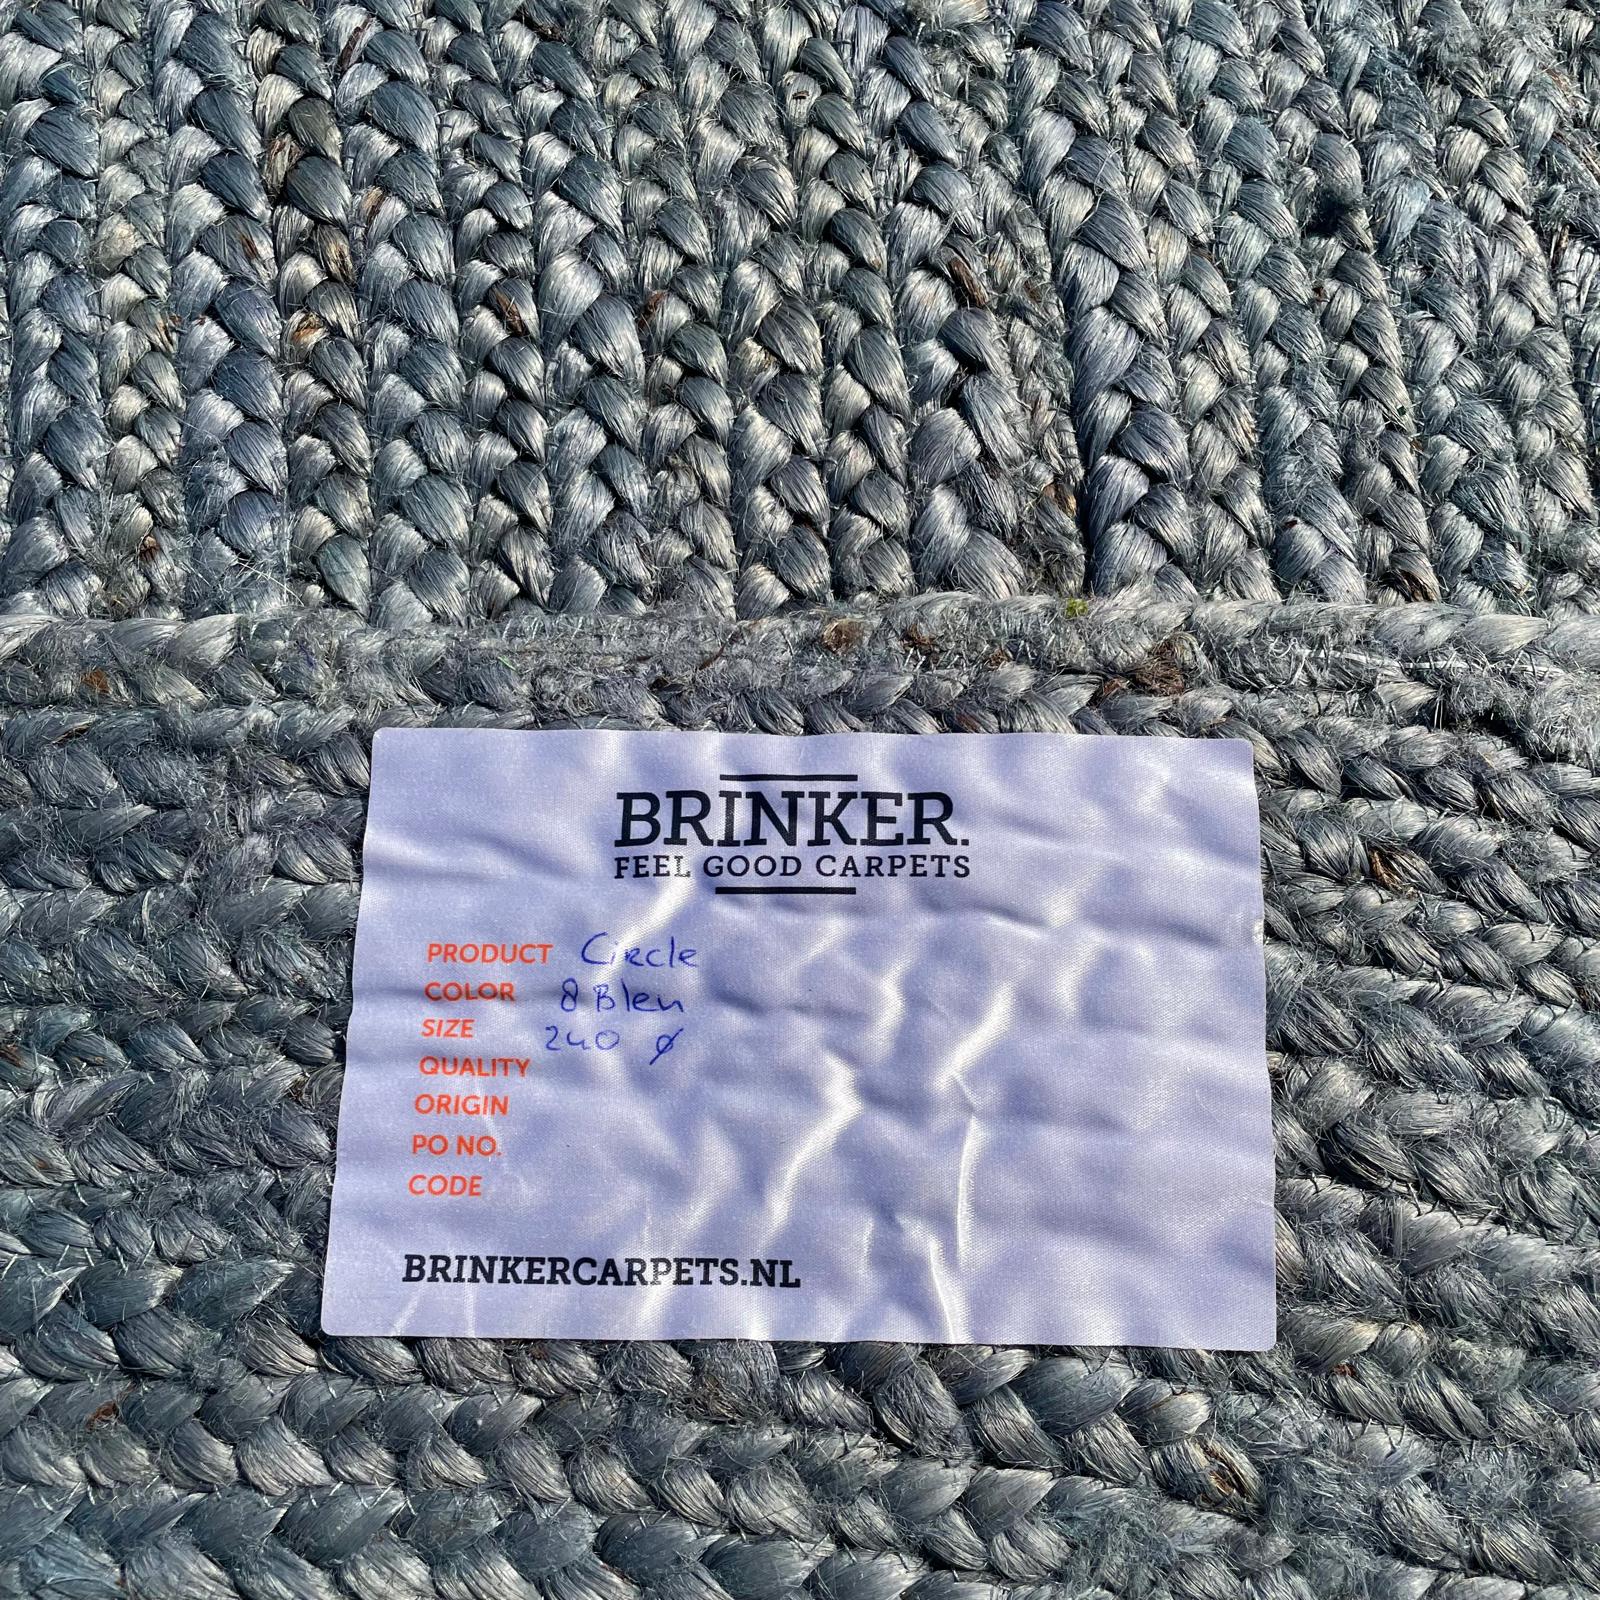 BRINKER.
FEEL GOOD CARPETS
PRODUCT Circle
COLOR 8 Bleu
SIZE 240 ø
QUALITY
ORIGIN
PO NO.
CODE
BRINKERCARPETS.NL